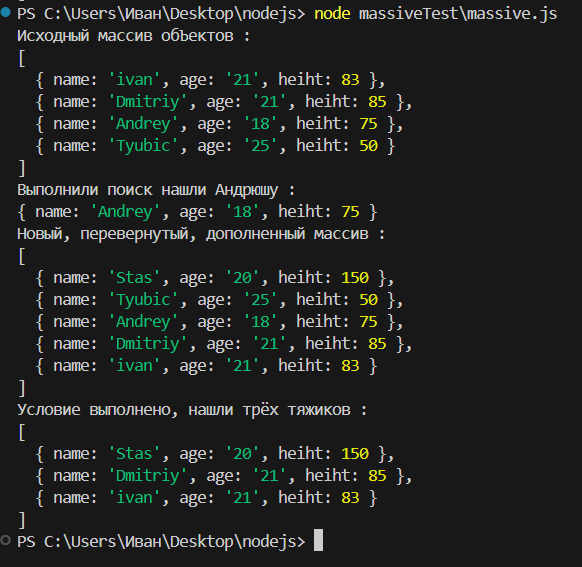 PS C:\Users\Иван\Desktop\nodejs> node massiveTest\massive.js
Исходный массив объектов :
[
  { name: 'ivan', age: '21', heiht: 83 },
  { name: 'Dmitriy', age: '21', heiht: 85 },
  { name: 'Andrey', age: '18', heiht: 75 },
  { name: 'Tyubic', age: '25', heiht: 50 }
]
Выполнили поиск нашли Андрюшу :
{ name: 'Andrey', age: '18', heiht: 75 }
Новый, перевернутый, дополненный массив :
[
  { name: 'Stas', age: '20', heiht: 150 },
  { name: 'Tyubic', age: '25', heiht: 50 },
  { name: 'Andrey', age: '18', heiht: 75 },
  { name: 'Dmitriy', age: '21', heiht: 85 },
  { name: 'ivan', age: '21', heiht: 83 }
]
Условие выполнено, нашли трёх тяжиков :
[
  { name: 'Stas', age: '20', heiht: 150 },
  { name: 'Dmitriy', age: '21', heiht: 85 },
  { name: 'ivan', age: '21', heiht: 83 }
]
PS C:\Users\Иван\Desktop\nodejs>